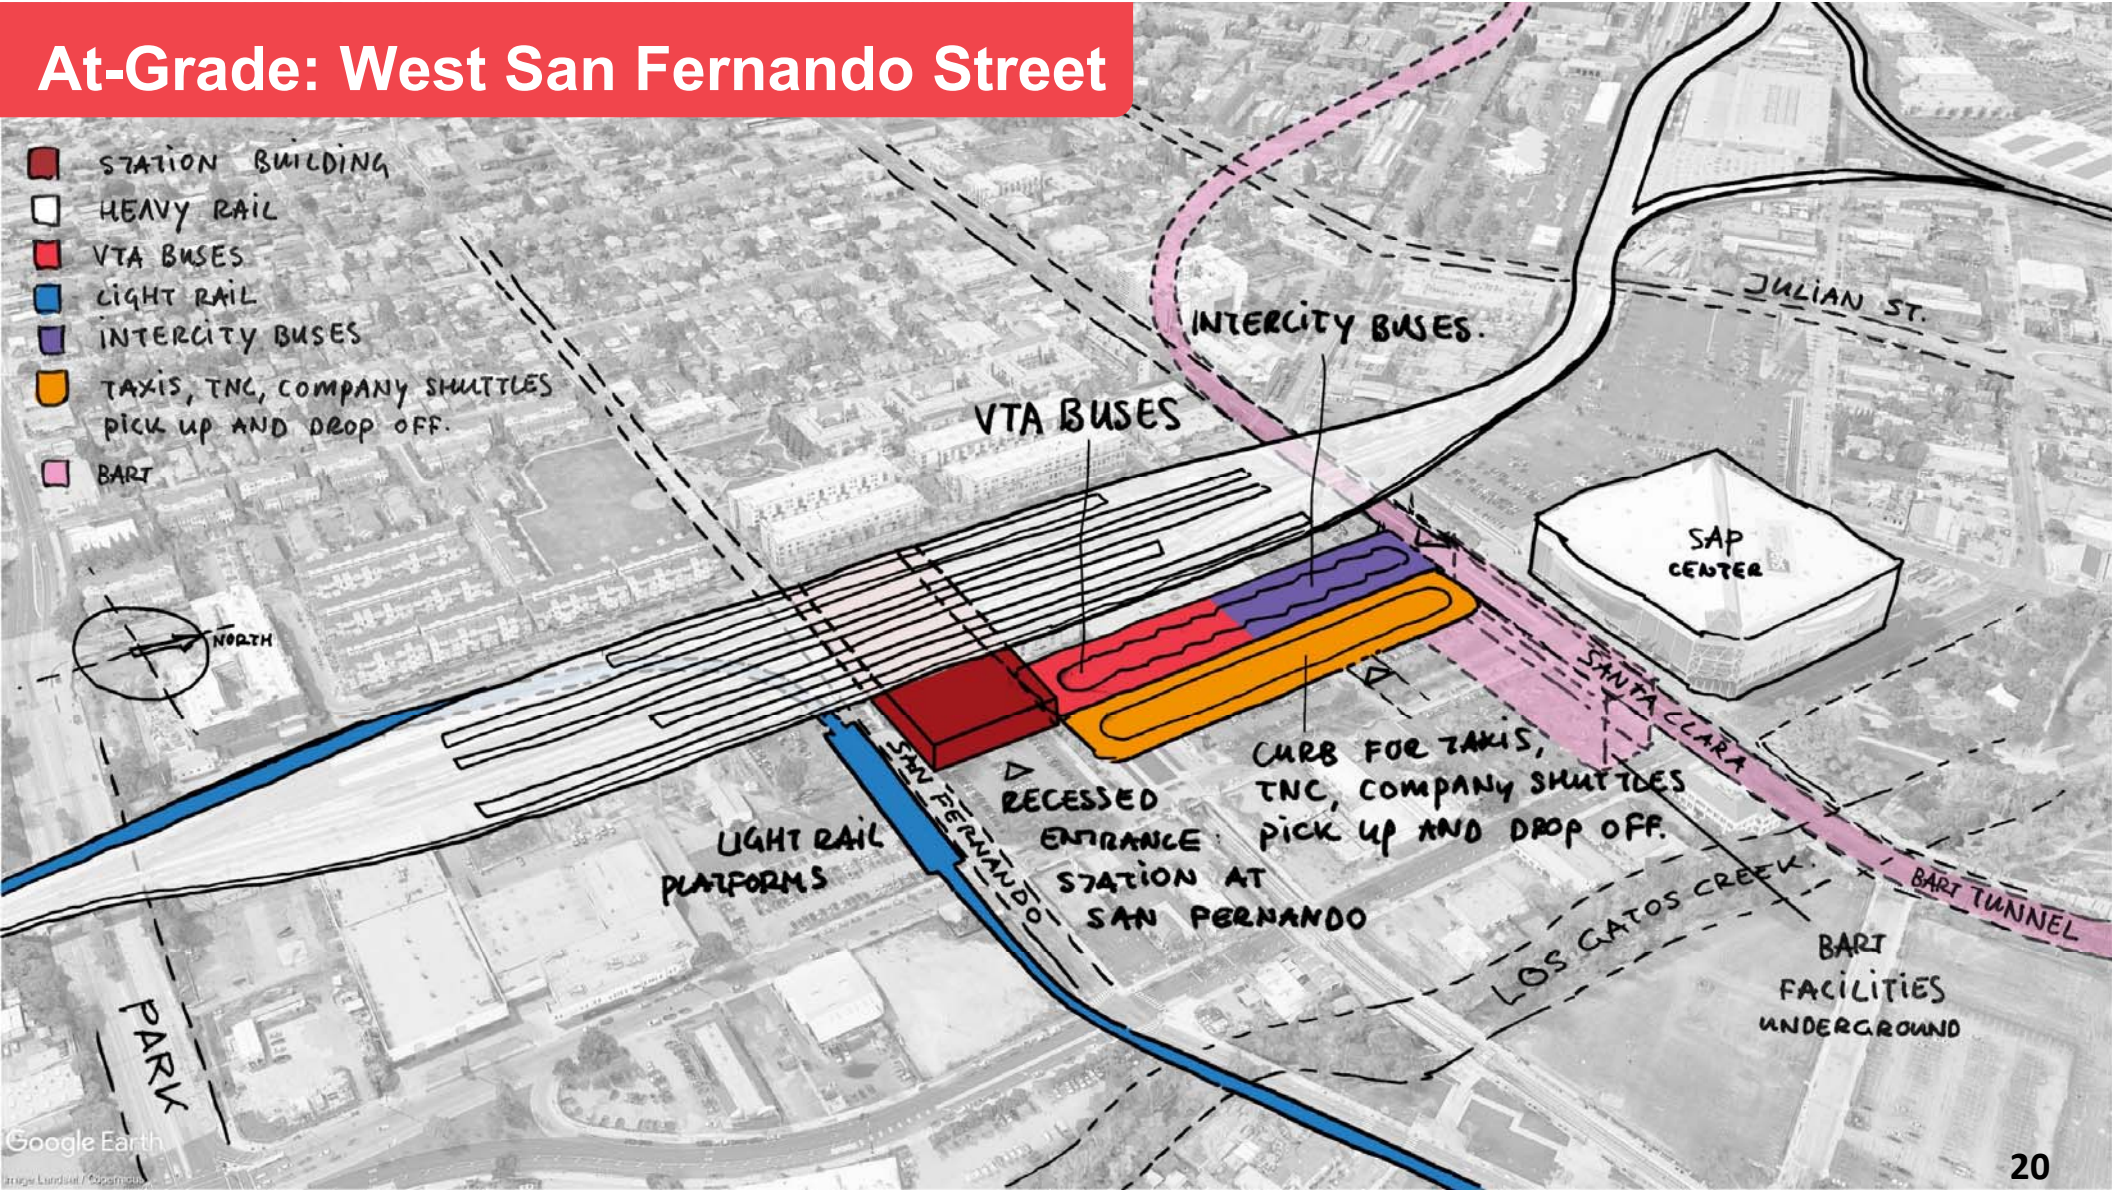 At-Grade: West San Fernando Street
STATION BUILDING
HEAVY RAIL
VTA BUSES
LIGHT RAIL
INTERCITY BUSES
TAXIS, TNC, COMPANY SHUTTLES
PICK UP AND DROP OFF.
BART
JULIAN ST.
INTERCITY BUSES.
VTA BUSES
SAP
CENTER
NORTH
SANTA CLARA
SAN FERNANDO
CURB FOR TAXIS,
TNC, COMPANY SHUTTLES
PICK UP AND DROP OFF.
RECESSED
ENTRANCE
STATION AT
SAN FERNANDO
LIGHT RAIL
PLATFORMS
LOS GATOS CREEK.
BART TUNNEL
BART
FACILITIES
UNDERGROUND
PARK
Google Earth
Image Landsat / Copernicus
20